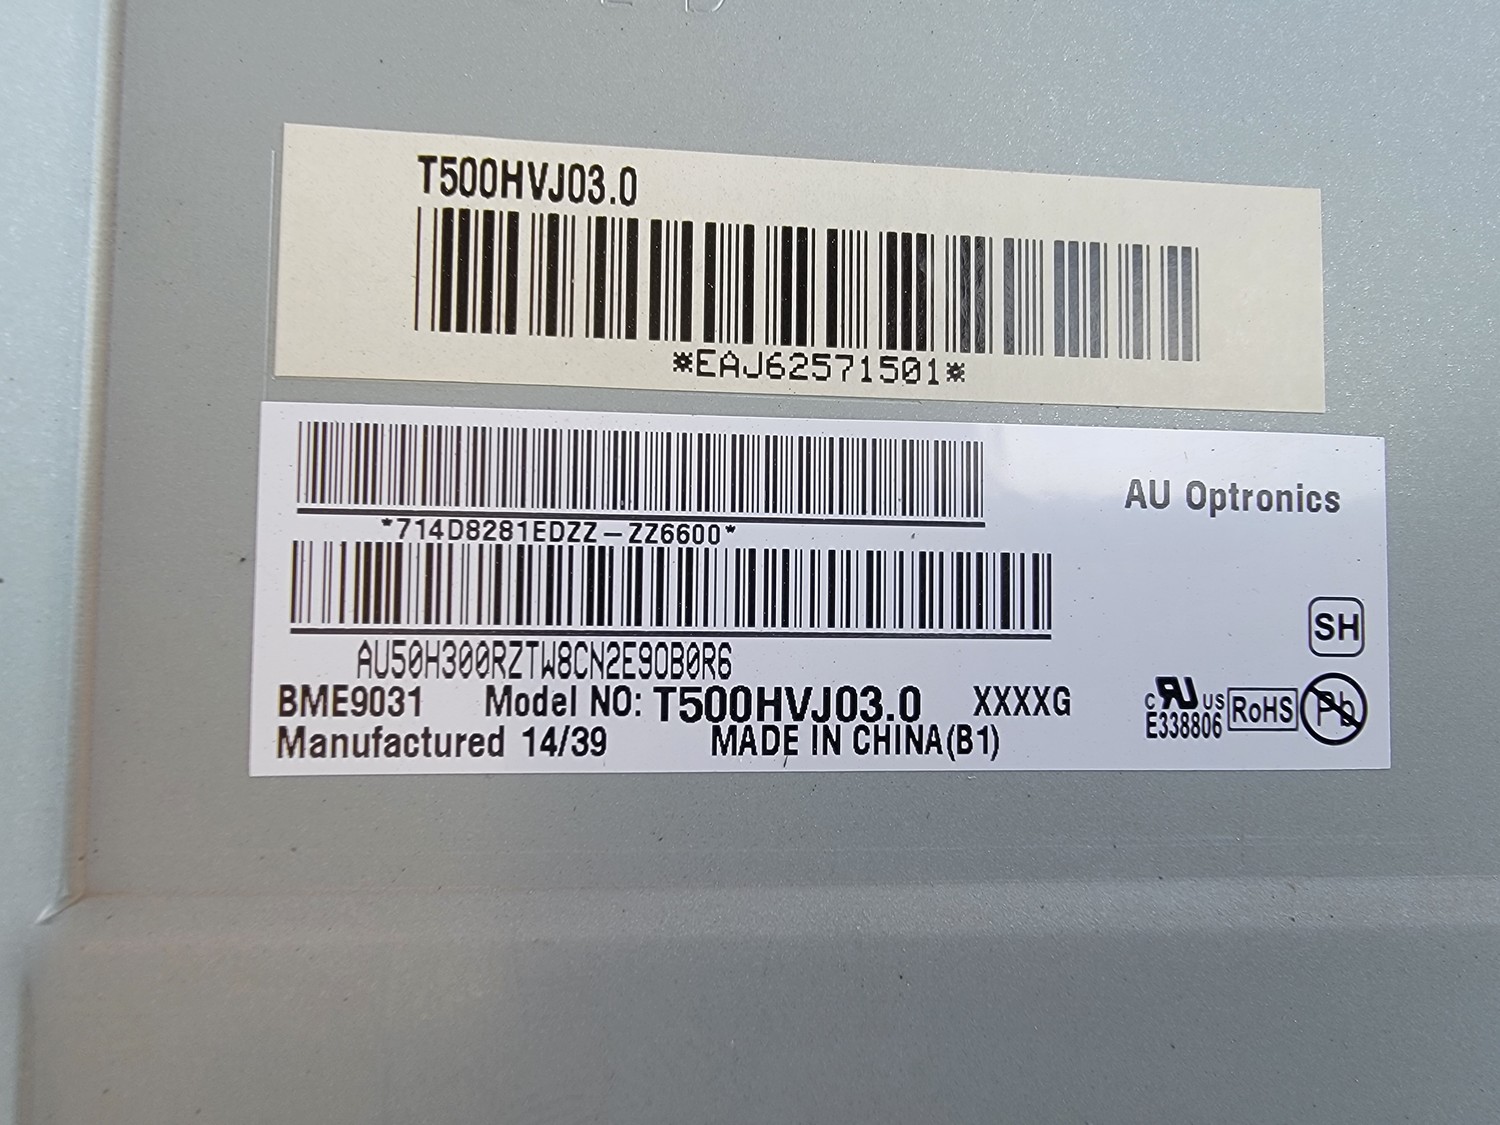 T500HVJ03.0
*EAJ62571501*
*714D8281EDZZ-ZZ6600*
AU Optronics
SH
AU50H300RZTW8CN2E90B0R6
BME9031 Model NO: T500HVJ03.0 XXXXG
c RU US
E338806
RoHS
Pb
Manufactured 14/39 MADE IN CHINA(B1)